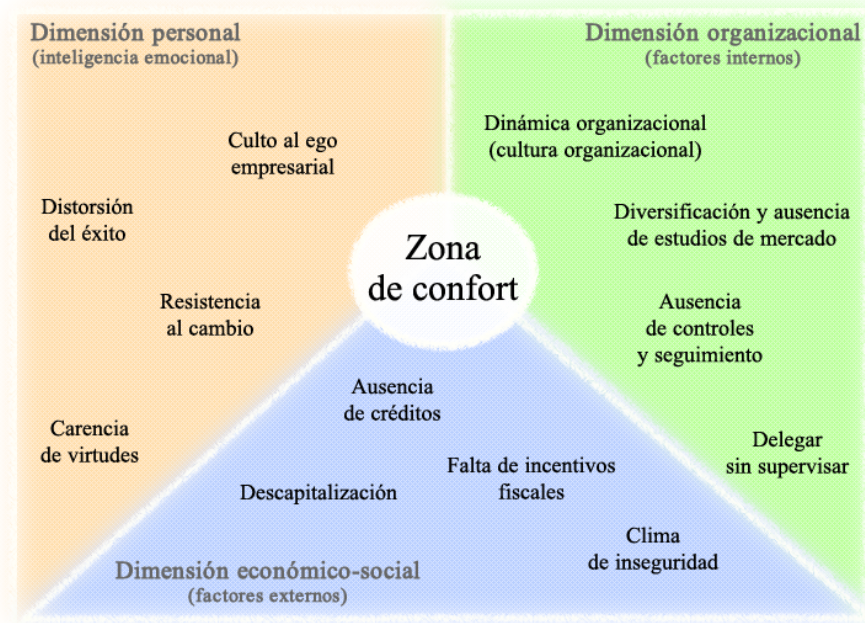 Dimensión personal
(inteligencia emocional)
Culto al ego
empresarial
Distorsión
del éxito
Resistencia
al cambio
Carencia
de virtudes
Dimensión organizacional
(factores internos)
Dinámica organizacional
(cultura organizacional)
Diversificación y ausencia
de estudios de mercado
Ausencia
de controles
y seguimiento
Delegar
sin supervisar
Zona
de confort
Ausencia
de créditos
Falta de incentivos
fiscales
Descapitalización
Clima
de inseguridad
Dimensión económico-social
(factores externos)